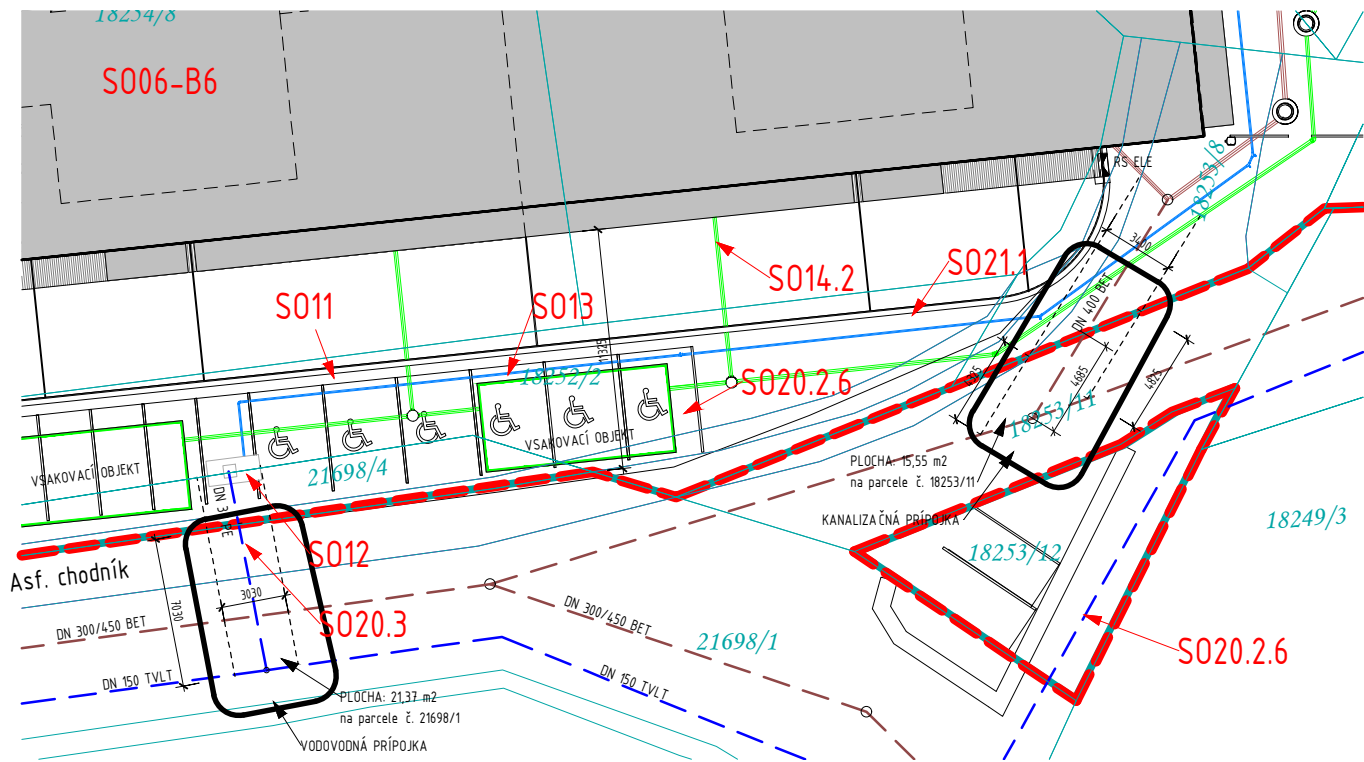 18254/8
SO06-B6
RS ELE
18253/8
3400
SO14.2
SO21.1
SO11
SO13
DN 400 BET
18252/2
SO20.2.6
4685
4825
18253/11
VSAKOVACÍ OBJEKT
VSAKOVACÍ OBJEKT
21698/4
PLOCHA: 15,55 m2
na parcele č. 18253/11
KANALIZAČNÁ PRÍPOJKA
18249/3
18253/12
SO12
Asf. chodník
7030
3030
SO20.3
DN 300/450 BET
DN 300/450 BET
21698/1
SO20.2.6
DN 150 TVLT
DN 150 TVLT
PLOCHA: 21,37 m2
na parcele č. 21698/1
VODOVODNÁ PRÍPOJKA